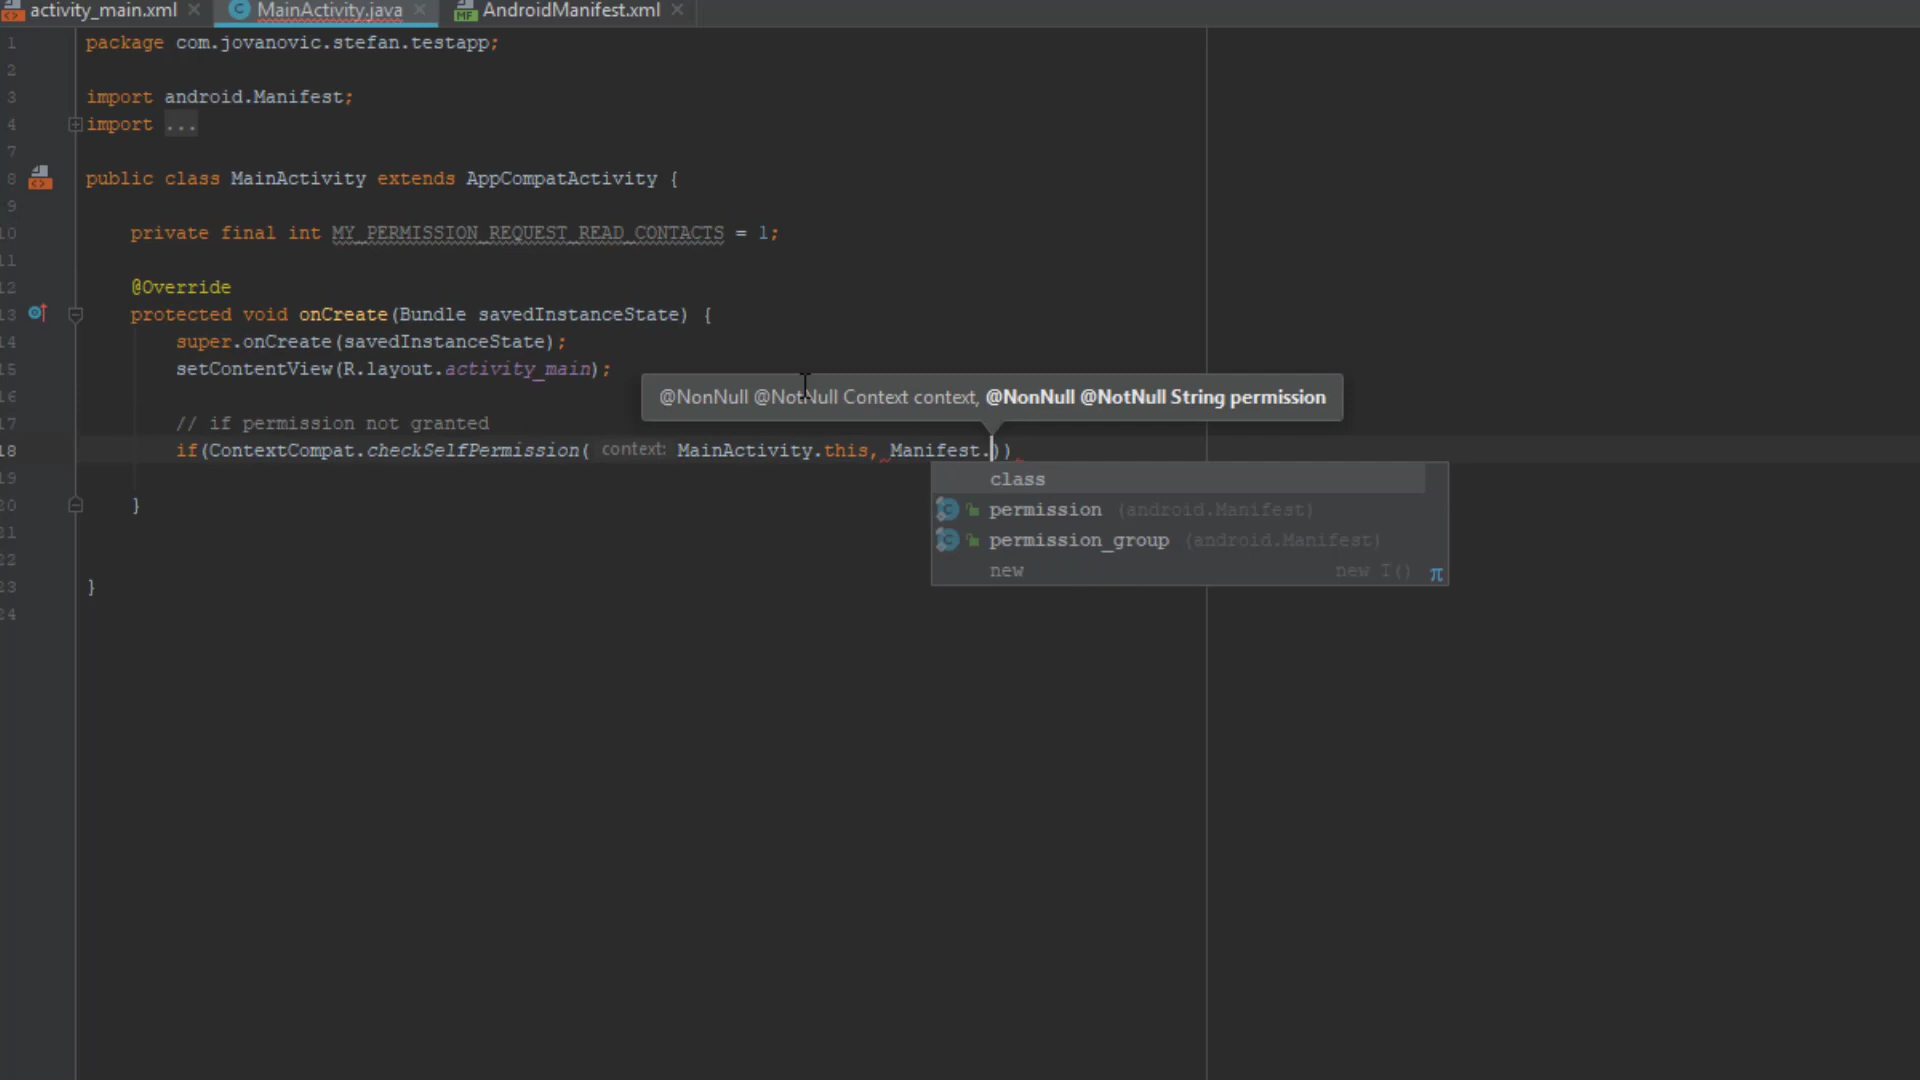 activity_main.xml MainActivity.java MF AndroidManifest.xml
1 package com.jovanovic.stefan.testapp;
2
3 import android.Manifest;
4 import ...
7
8 public class MainActivity extends AppCompatActivity {
9
10 private final int MY_PERMISSION_REQUEST_READ_CONTACTS = 1;
11
12 @Override
13 protected void onCreate(Bundle savedInstanceState) {
14 super.onCreate(savedInstanceState);
15 setContentView(R.layout.activity_main);
16 @NonNull @NotNull Context context, @NonNull @NotNull String permission
17 // if permission not granted
18 if(ContextCompat.checkSelfPermission( context: MainActivity.this, Manifest.))
19 class
20 } permission (android.Manifest)
21 permission_group (android.Manifest)
22 new new T() π
23 }
24